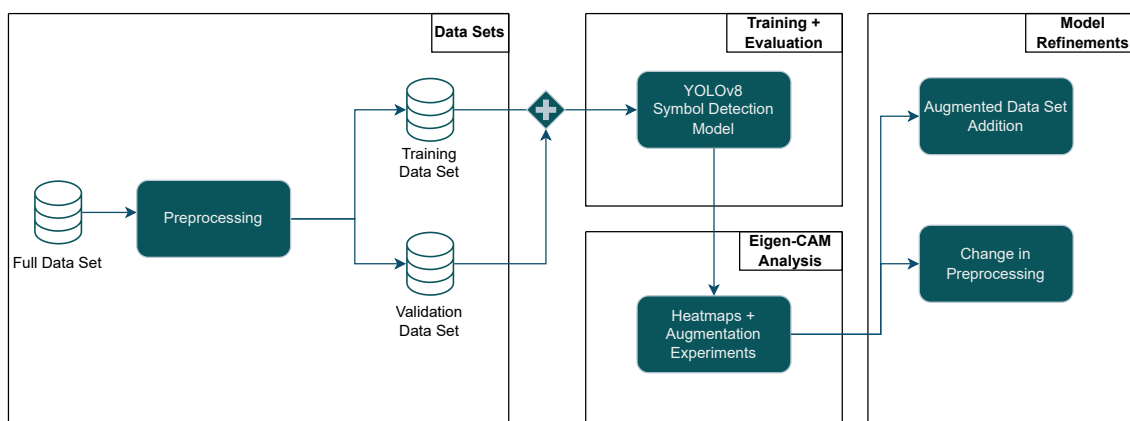 Data Sets
Full Data Set
Preprocessing
Training
Data Set
Validation
Data Set
Training +
Evaluation
YOLOv8
Symbol Detection
Model
Eigen-CAM
Analysis
Heatmaps +
Augmentation
Experiments
Model
Refinements
Augmented Data Set
Addition
Change in
Preprocessing